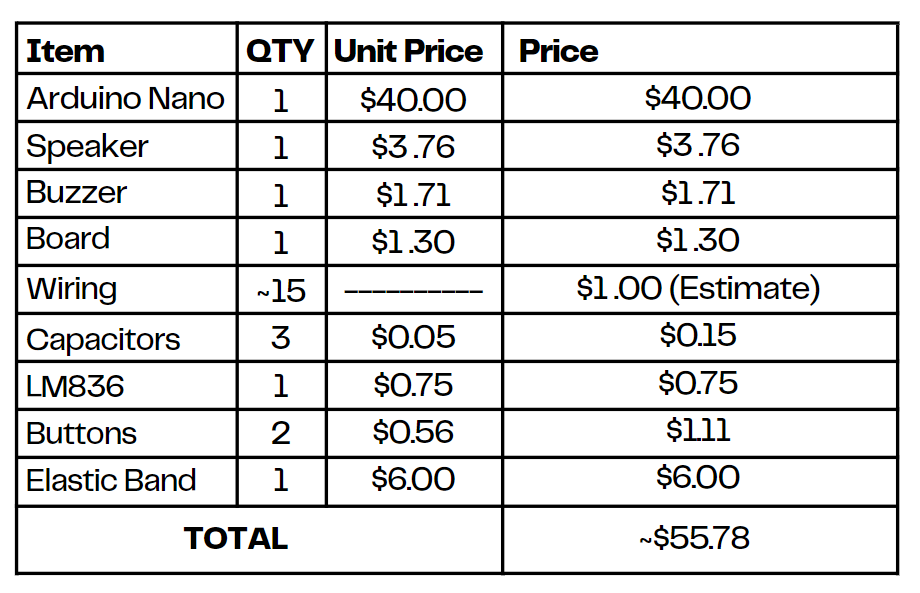 Item QTY Unit Price Price
Arduino Nano 1 $40.00 $40.00
Speaker 1 $3.76 $3.76
Buzzer 1 $1.71 $1.71
Board 1 $1.30 $1.30
Wiring ~15 ---------- $1.00 (Estimate)
Capacitors 3 $0.05 $0.15
LM836 1 $0.75 $0.75
Buttons 2 $0.56 $1.11
Elastic Band 1 $6.00 $6.00
TOTAL ~$55.78